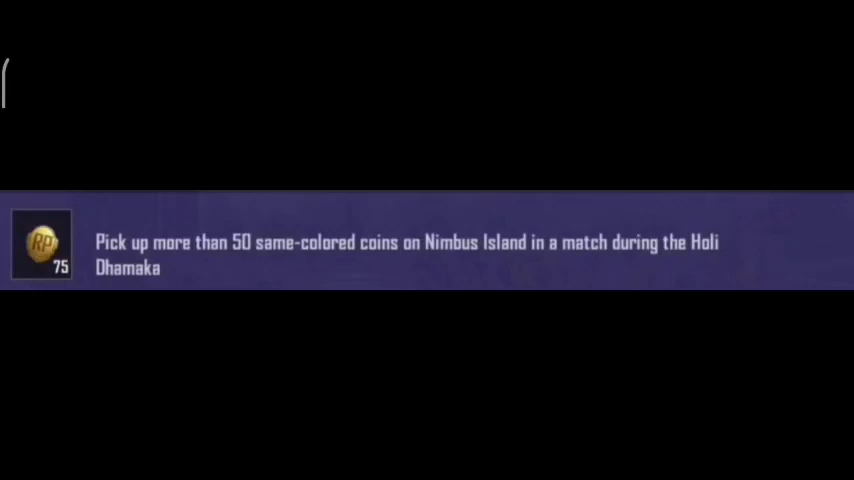 RP
75
Pick up more than 50 same-colored coins on Nimbus Island in a match during the Holi
Dhamaka